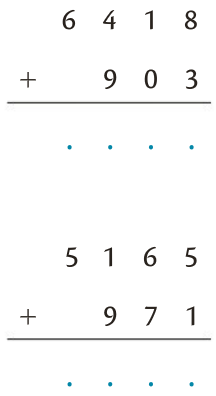 6 4 1 8
+ 9 0 3
. . . .
5 1 6 5
+ 9 7 1
. . . .